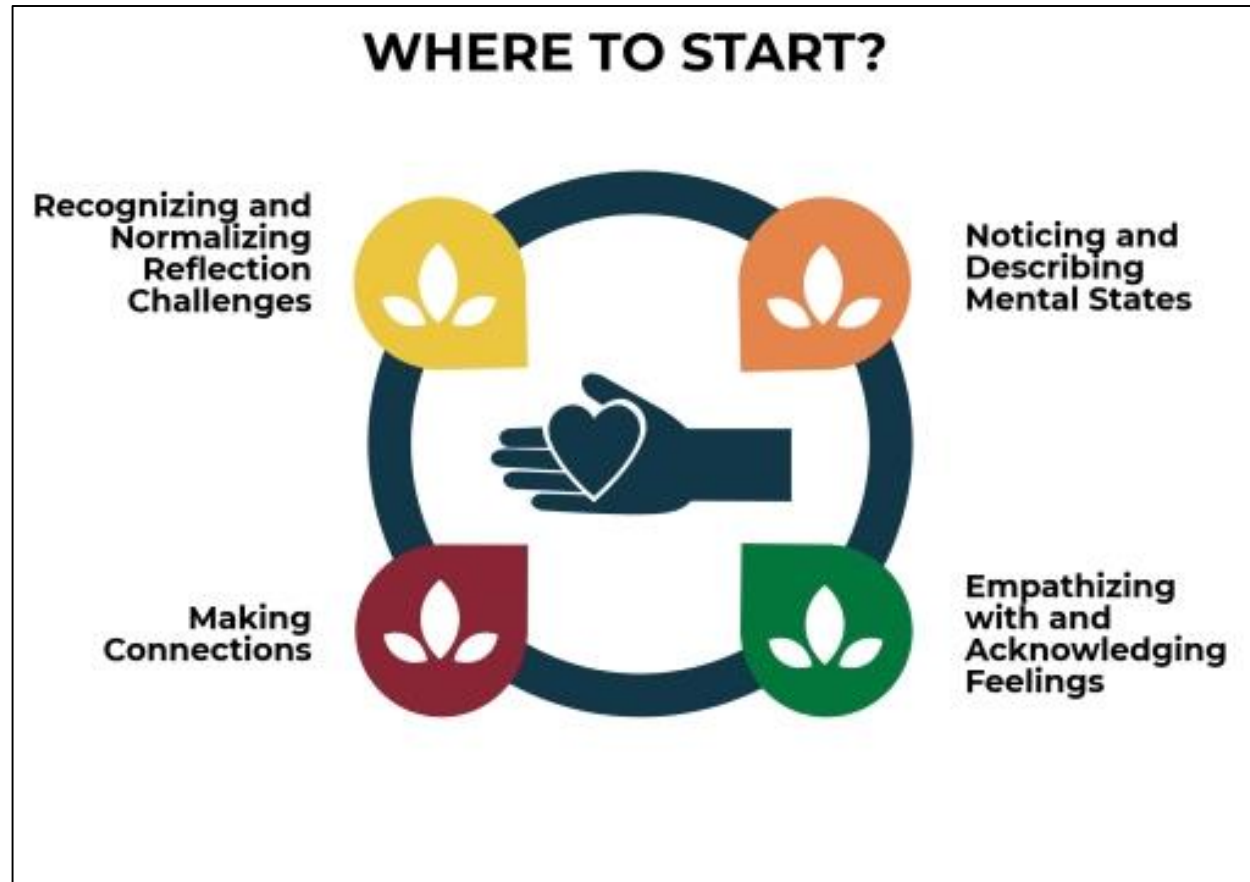 WHERE TO START?
Recognizing and
Normalizing
Reflection
Challenges
Noticing and
Describing
Mental States
Making
Connections
Empathizing
with and
Acknowledging
Feelings